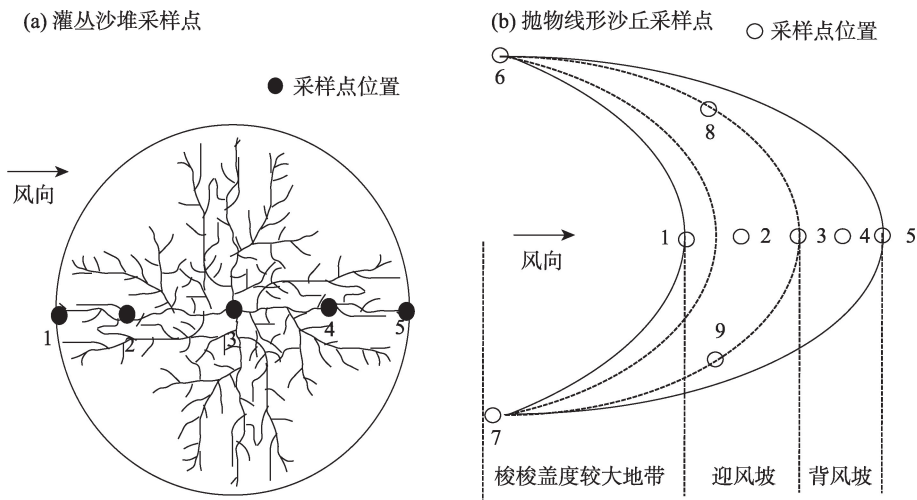 (a) 灌丛沙堆采样点
采样点位置
风向
1
2
3
4
5
(b) 抛物线形沙丘采样点
采样点位置
6
8
风向
1
2
3
4
5
9
7
梭梭盖度较大地带
迎风坡
背风坡